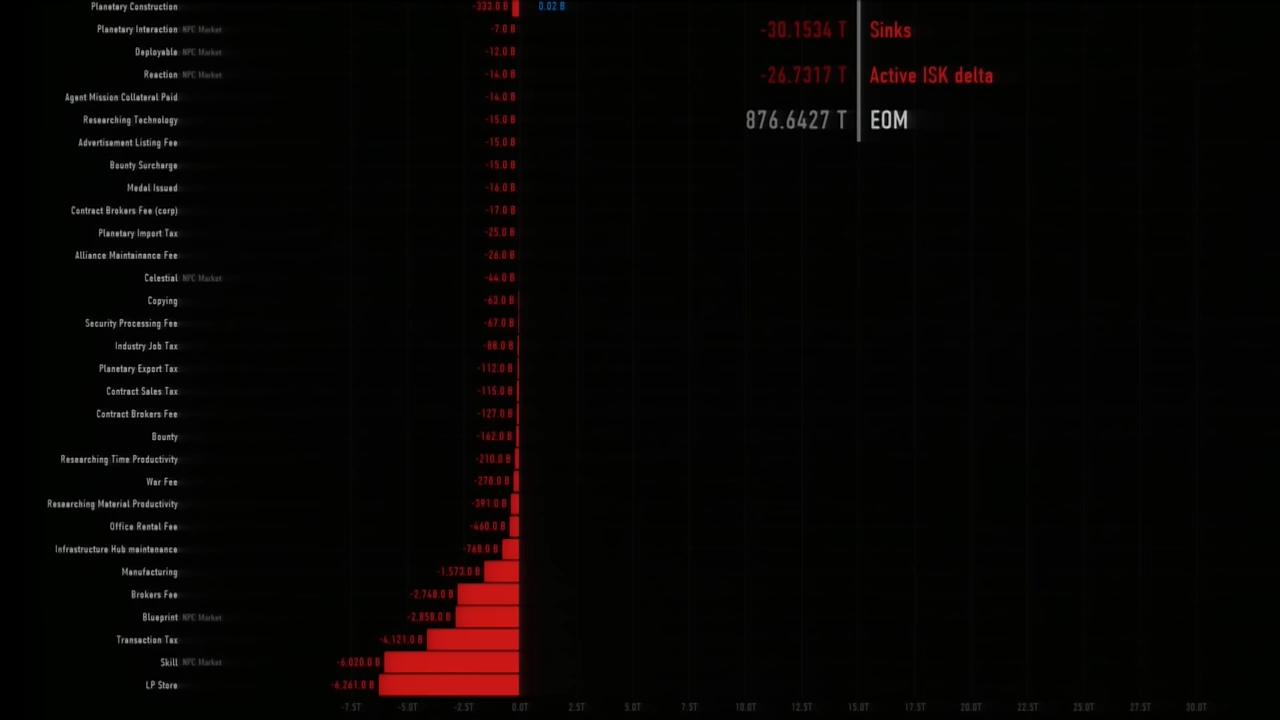 Planetary Construction -333.0 B 0.02 B
Planetary Interaction NPC Market -7.0 B
Deployable NPC Market -12.0 B
Reaction NPC Market -14.0 B
Agent Mission Collateral Paid -14.0 B
Researching Technology -15.0 B
Advertisement Listing Fee -15.0 B
Bounty Surcharge -15.0 B
Medal Issued -16.0 B
Contract Brokers Fee (corp) -17.0 B
Planetary Import Tax -25.0 B
Alliance Maintainance Fee -26.0 B
Celestial NPC Market -44.0 B
Copying -63.0 B
Security Processing Fee -67.0 B
Industry Job Tax -88.0 B
Planetary Export Tax -112.0 B
Contract Sales Tax -115.0 B
Contract Brokers Fee -127.0 B
Bounty -162.0 B
Researching Time Productivity -210.0 B
War Fee -278.0 B
Researching Material Productivity -391.0 B
Office Rental Fee -460.0 B
Infrastructure Hub maintenance -768.0 B
Manufacturing -1,573.0 B
Brokers Fee -2,748.0 B
Blueprint NPC Market -2,858.0 B
Transaction Tax -4,121.0 B
Skill NPC Market -6,020.0 B
LP Store -6,261.0 B
-7.5T -5.0T -2.5T 0.0T 2.5T 5.0T 7.5T 10.0T 12.5T 15.0T 17.5T 20.0T 22.5T 25.0T 27.5T 30.0T
-30.1534 T Sinks
-26.7317 T Active ISK delta
876.6427 T EOM